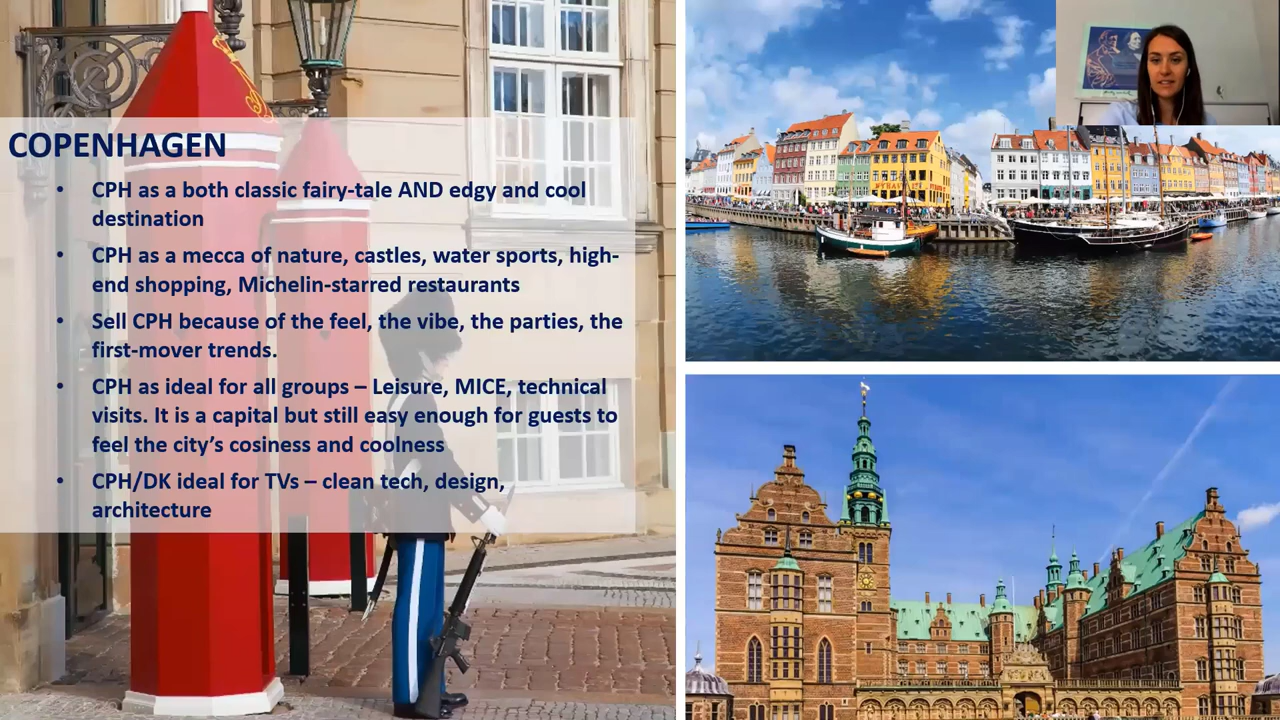 COPENHAGEN
• CPH as a both classic fairy-tale AND edgy and cool
destination
• CPH as a mecca of nature, castles, water sports, high-
end shopping, Michelin-starred restaurants
• Sell CPH because of the feel, the vibe, the parties, the
first-mover trends.
• CPH as ideal for all groups – Leisure, MICE, technical
visits. It is a capital but still easy enough for guests to
feel the city's cosiness and coolness
• CPH/DK ideal for TVs – clean tech, design,
architecture